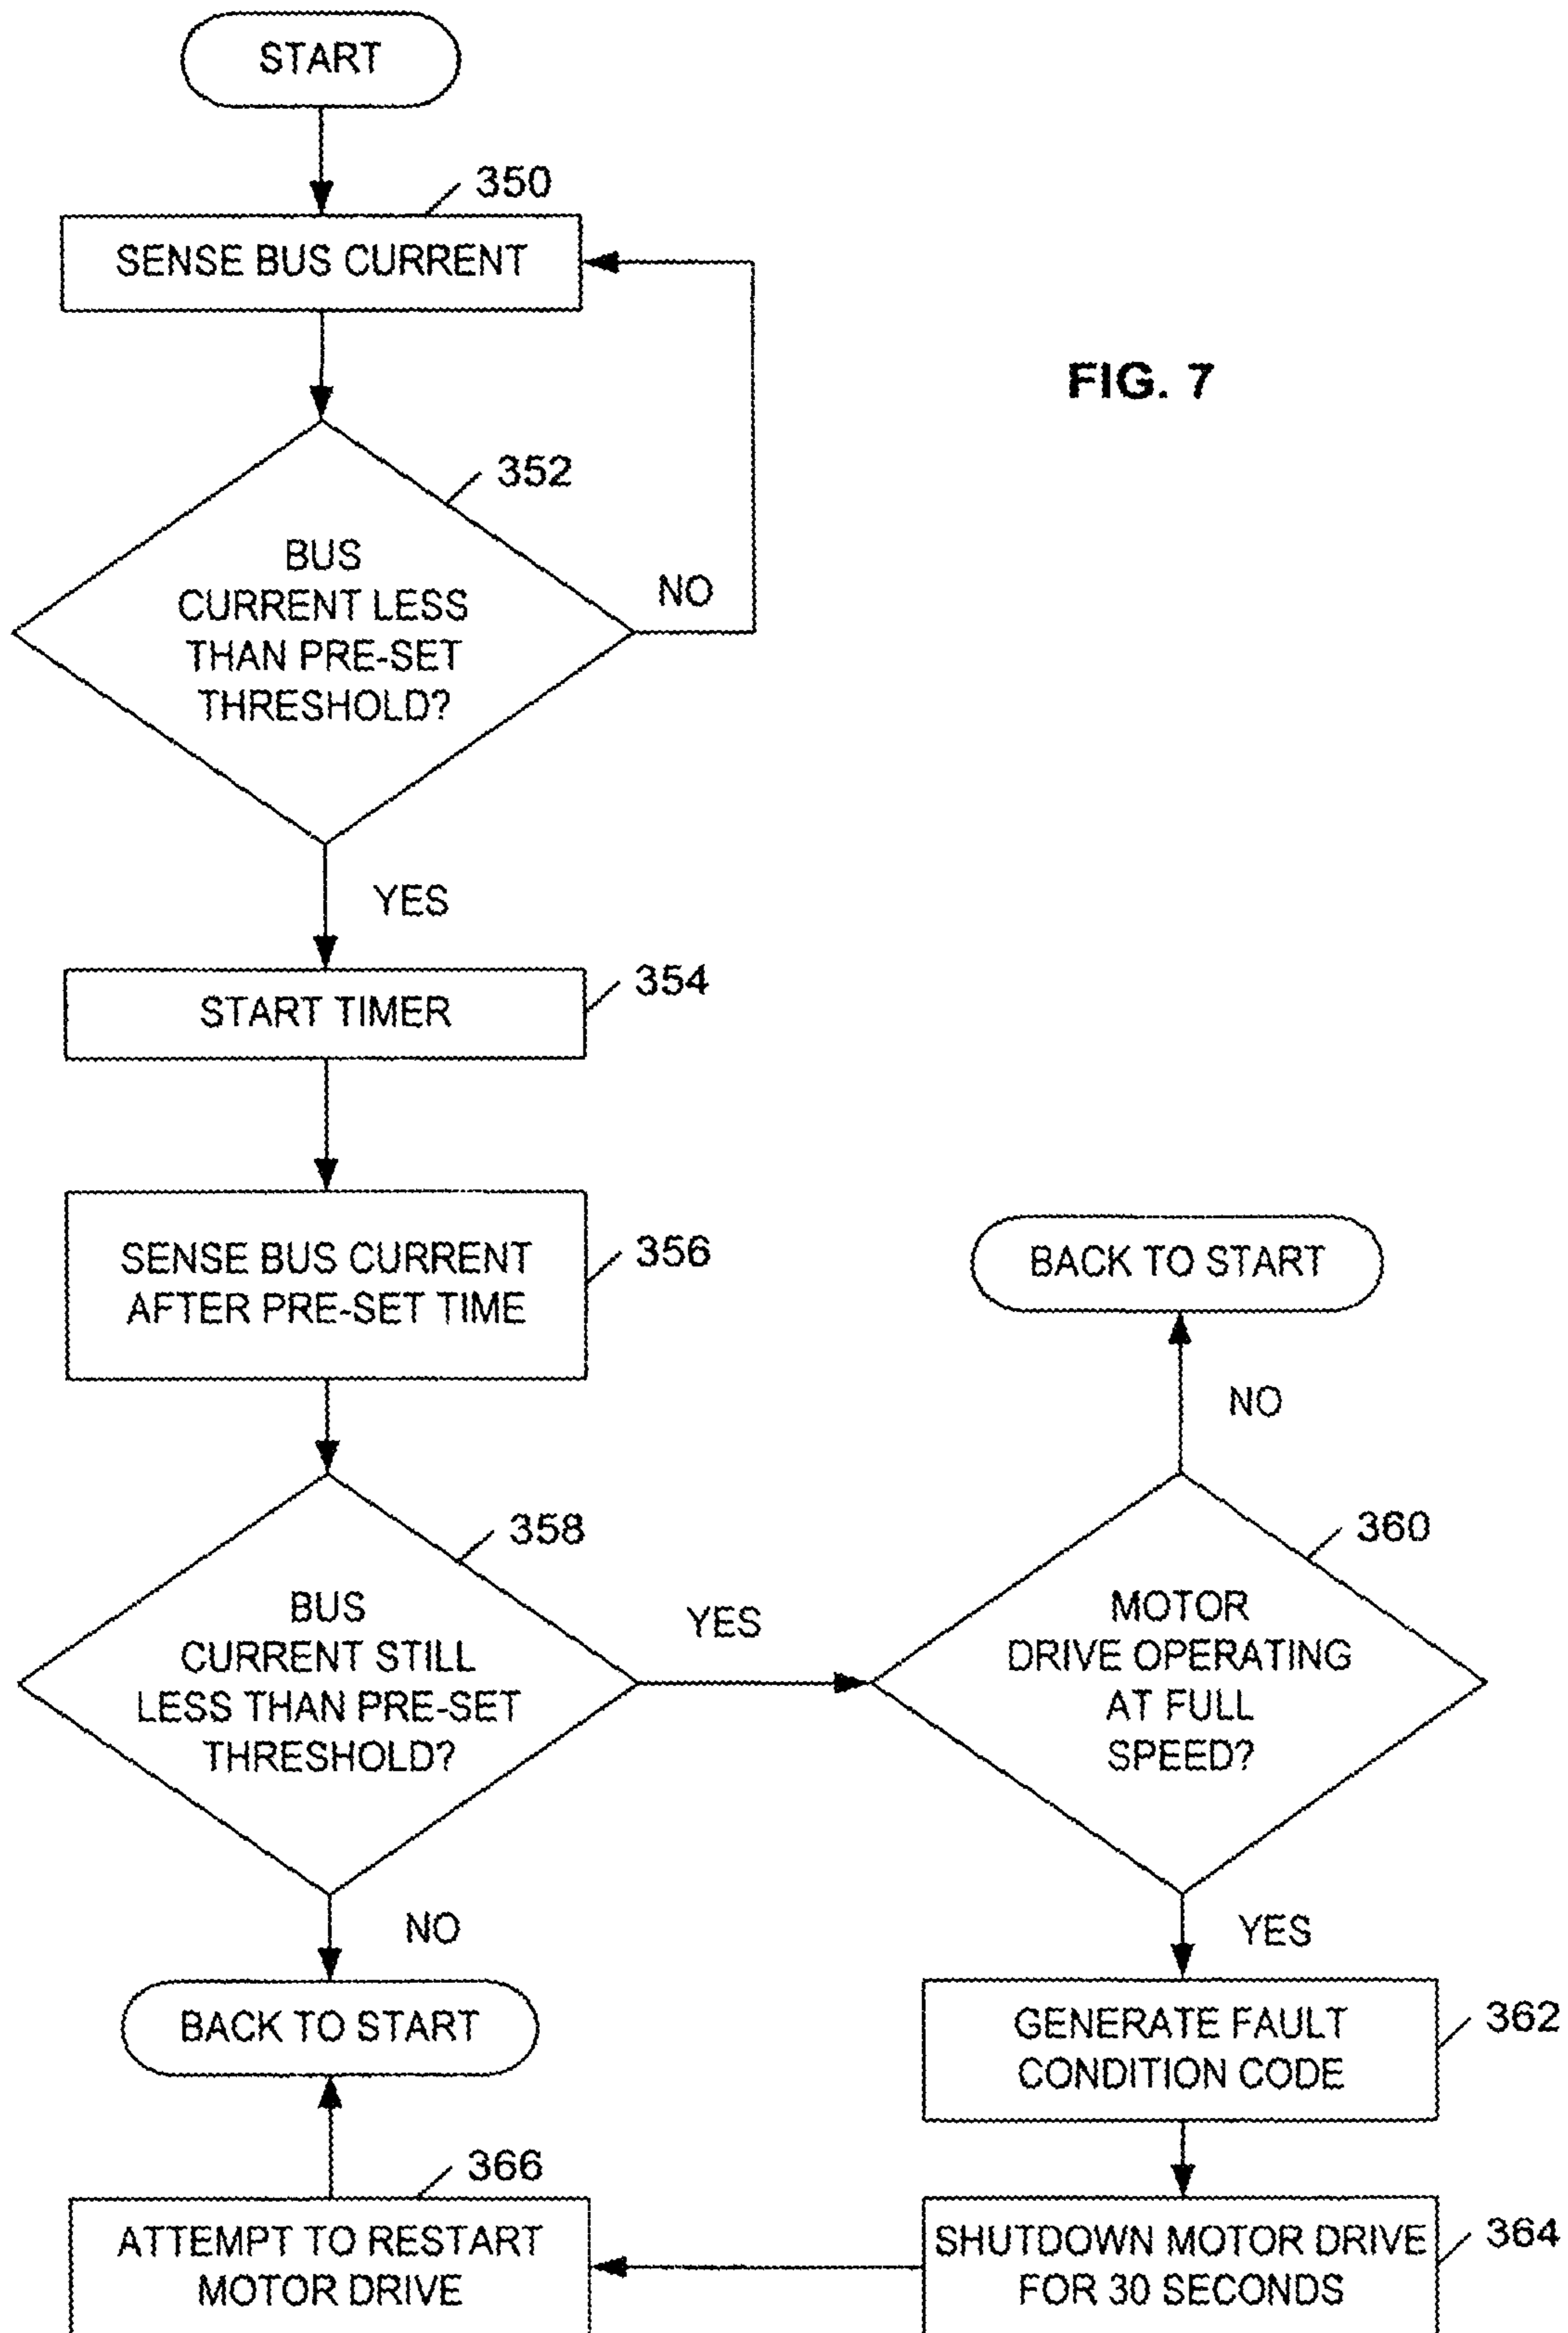 START
350
SENSE BUS CURRENT
FIG. 7
352
BUS
CURRENT LESS
THAN PRE-SET
THRESHOLD?
NO
YES
354
START TIMER
356
SENSE BUS CURRENT
AFTER PRE-SET TIME
BACK TO START
NO
358
BUS
CURRENT STILL
LESS THAN PRE-SET
THRESHOLD?
YES
360
MOTOR
DRIVE OPERATING
AT FULL
SPEED?
NO
YES
BACK TO START
362
GENERATE FAULT
CONDITION CODE
366
ATTEMPT TO RESTART
MOTOR DRIVE
364
SHUTDOWN MOTOR DRIVE
FOR 30 SECONDS